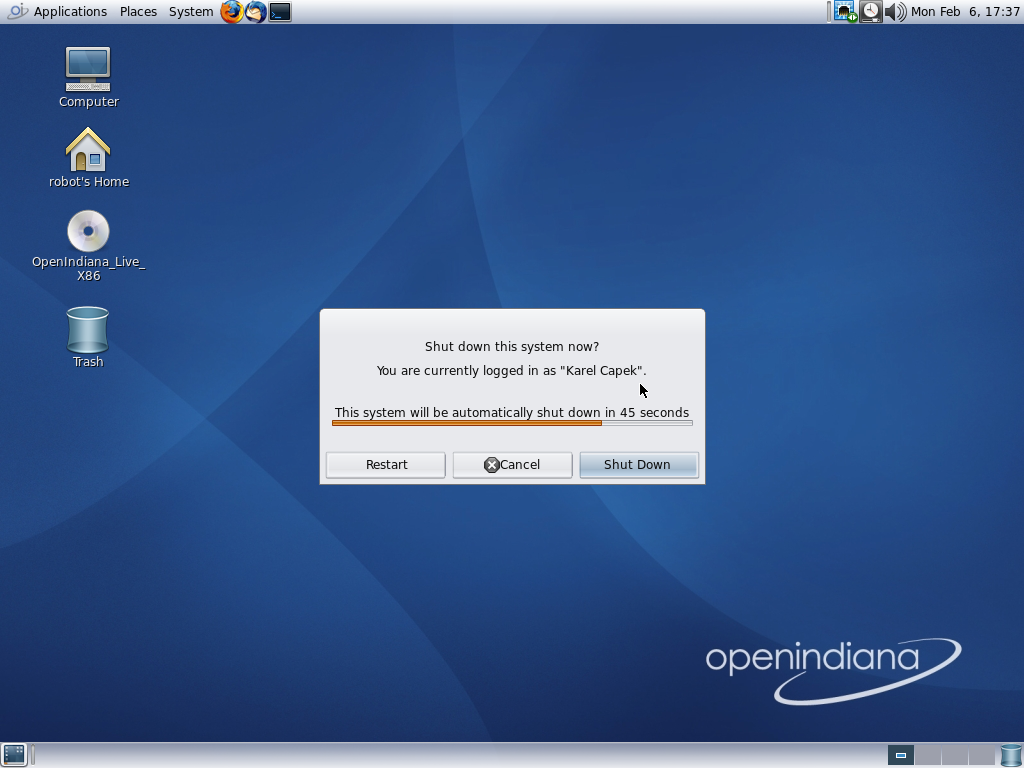 Applications Places System
Mon Feb 6, 17:37
Computer
robot's Home
OpenIndiana_Live_
X86
Trash
Shut down this system now?
You are currently logged in as "Karel Capek".
This system will be automatically shut down in 45 seconds
Restart Cancel Shut Down
openindiana